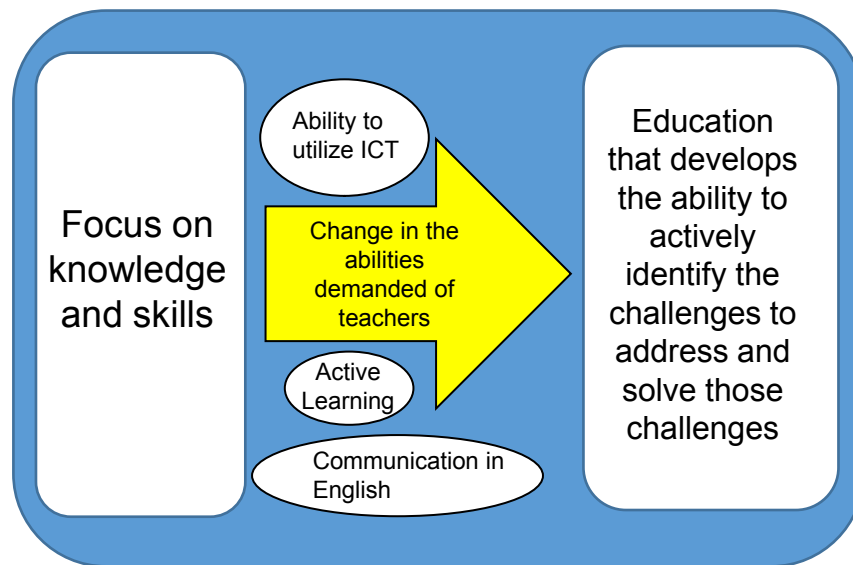 Focus on
knowledge
and skills
Ability to
utilize ICT
Change in the
abilities
demanded of
teachers
Active
Learning
Communication in
English
Education
that develops
the ability to
actively
identify the
challenges to
address and
solve those
challenges